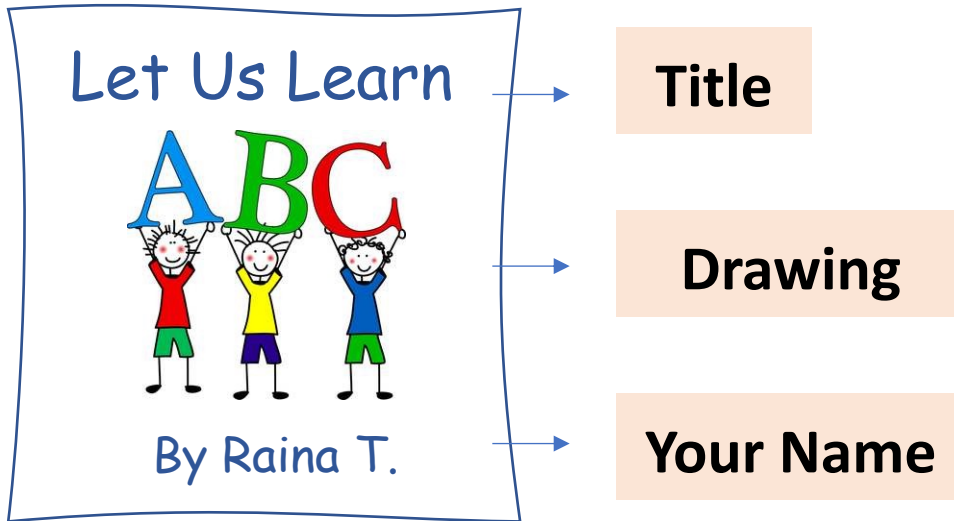 Let Us Learn
Title
ABC
Drawing
By Raina T.
Your Name